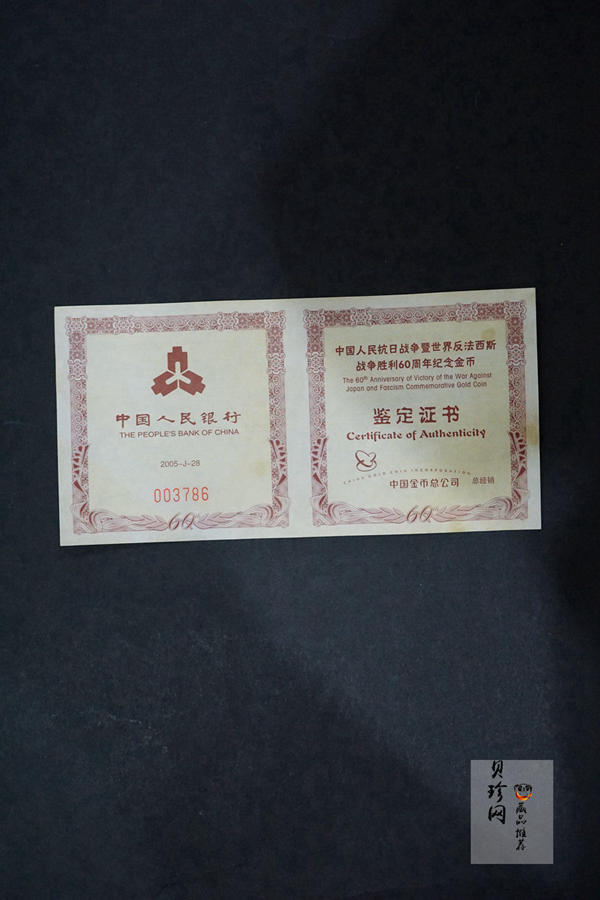 中国人民银行
THE PEOPLE'S BANK OF CHINA
2005-J-28
003786
60
中国人民抗日战争暨世界反法西斯
战争胜利60周年纪念金币
The 60th Anniversary of Victory of the War Against
Japan and Fascism Commemorative Gold Coin
鉴定证书
Certificate of Authenticity
CHINA GOLD COIN INCORPORATION
中国金币总公司 总经销
60
贝珍网
藏品推荐